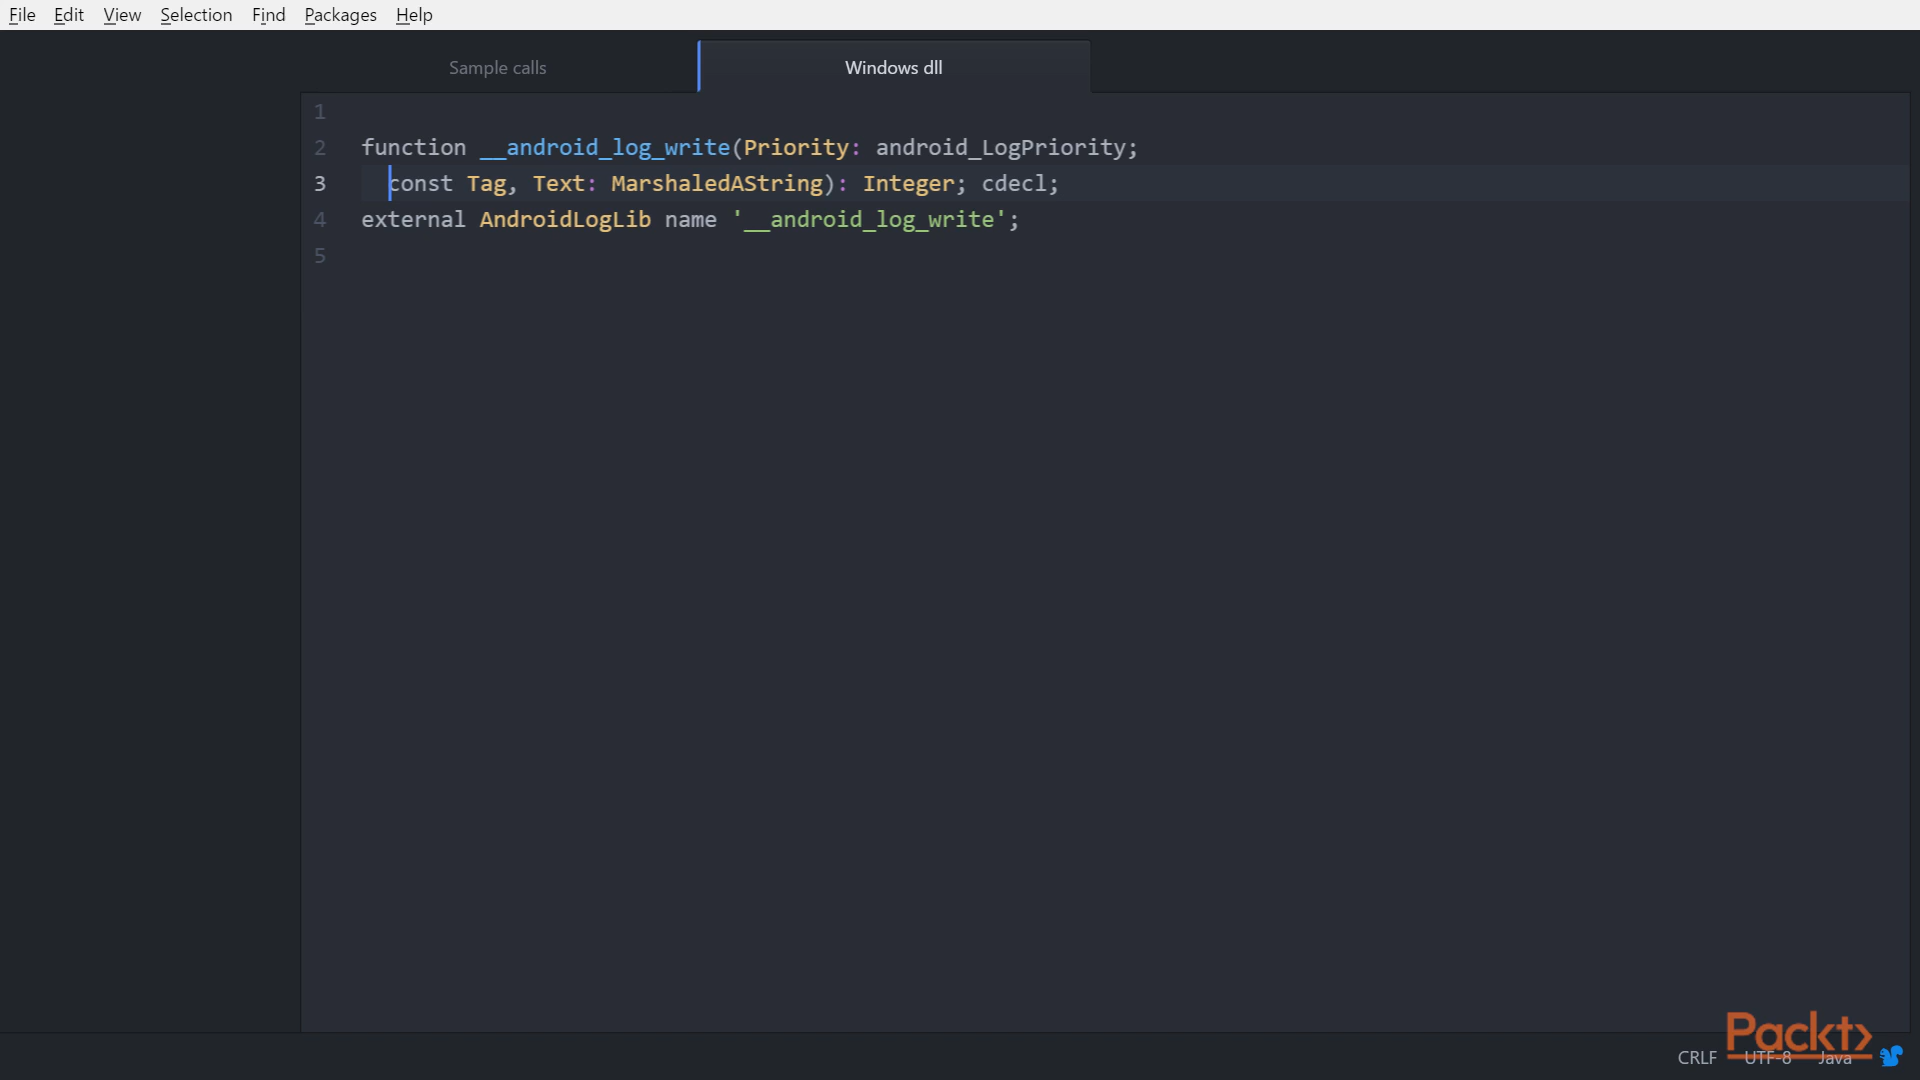 File Edit View Selection Find Packages Help
Sample calls Windows dll
1
2 function __android_log_write(Priority: android_LogPriority;
3 const Tag, Text: MarshaledAString): Integer; cdecl;
4 external AndroidLogLib name '__android_log_write';
5
Packt>
CRLF UTF-8 Java